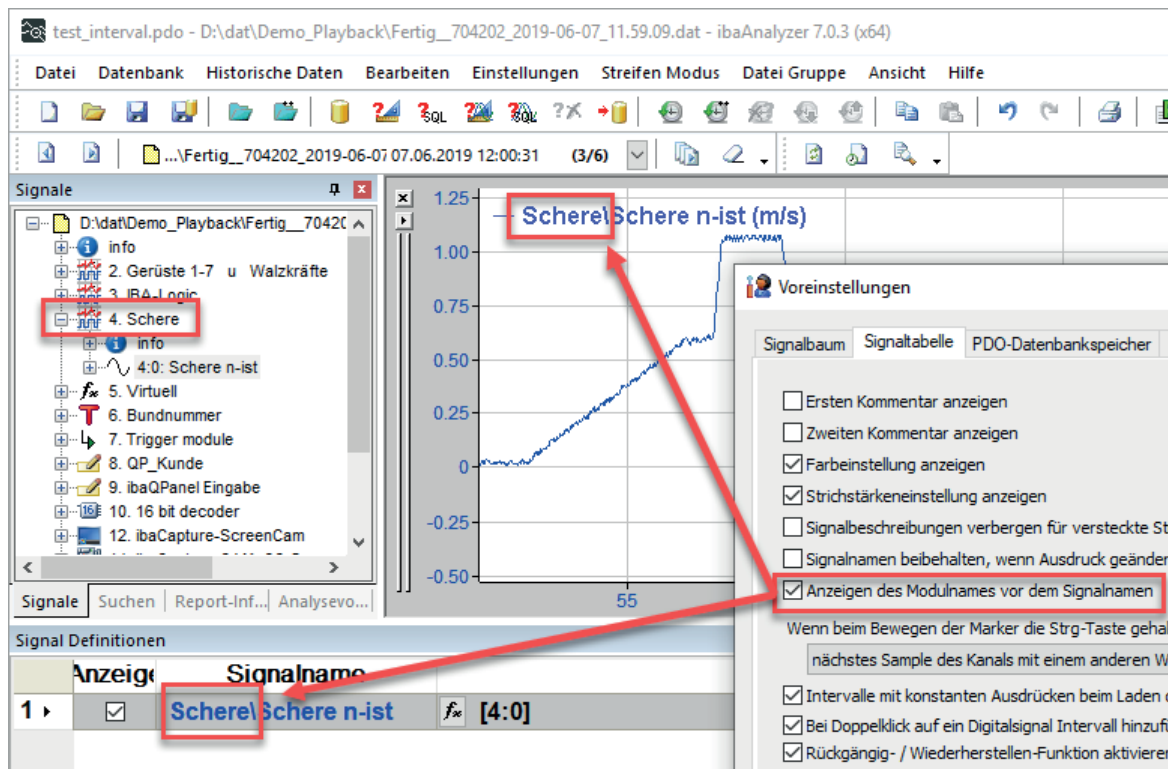 test_interval.pdo - D:\dat\Demo_Playback\Fertig__704202_2019-06-07_11.59.09.dat - ibaAnalyzer 7.0.3 (x64)
Datei Datenbank Historische Daten Bearbeiten Einstellungen Streifen Modus Datei Gruppe Ansicht Hilfe
...\Fertig__704202_2019-06-07 07.06.2019 12:00:31 (3/6)
Signale
D:\dat\Demo_Playback\Fertig__70420
info
2. Gerüste 1-7 u Walzkräfte
3. IBA-Logic
4. Schere
info
4:0: Schere n-ist
5. Virtuell
6. Bundnummer
7. Trigger module
8. QP_Kunde
9. ibaQPanel Eingabe
10. 16 bit decoder
12. ibaCapture-ScreenCam
Signale Suchen Report-Inf... Analysevo...
Schere\Schere n-ist (m/s)
1.25
1.00
0.75
0.50
0.25
0
-0.25
-0.50
55
Voreinstellungen
Signalbaum Signaltabelle PDO-Datenbankspeicher
Ersten Kommentar anzeigen
Zweiten Kommentar anzeigen
Farbeinstellung anzeigen
Strichstärkeneinstellung anzeigen
Signalbeschreibungen verbergen für versteckte St
Signalnamen beibehalten, wenn Ausdruck geänder
Anzeigen des Modulnames vor dem Signalnamen
Wenn beim Bewegen der Marker die Strg-Taste gehal
nächstes Sample des Kanals mit einem anderen W
Intervalle mit konstanten Ausdrücken beim Laden
Bei Doppelklick auf ein Digitalsignal Intervall hinzufü
Rückgängig- / Wiederherstellen-Funktion aktivieren
Signal Definitionen
Anzeige Signalname
1 Schere\Schere n-ist fx [4:0]